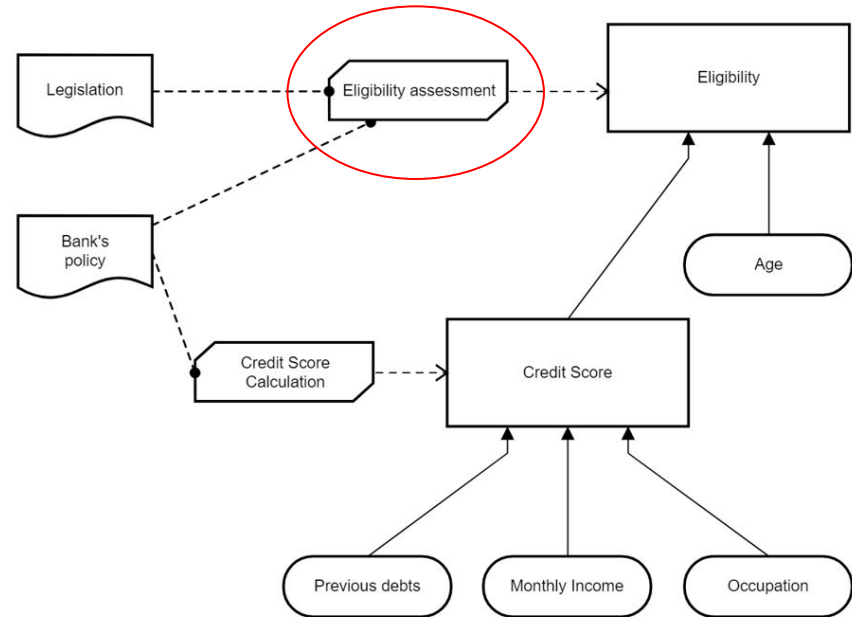 Legislation
Eligibility assessment
Eligibility
Bank's
policy
Age
Credit Score
Calculation
Credit Score
Previous debts
Monthly Income
Occupation